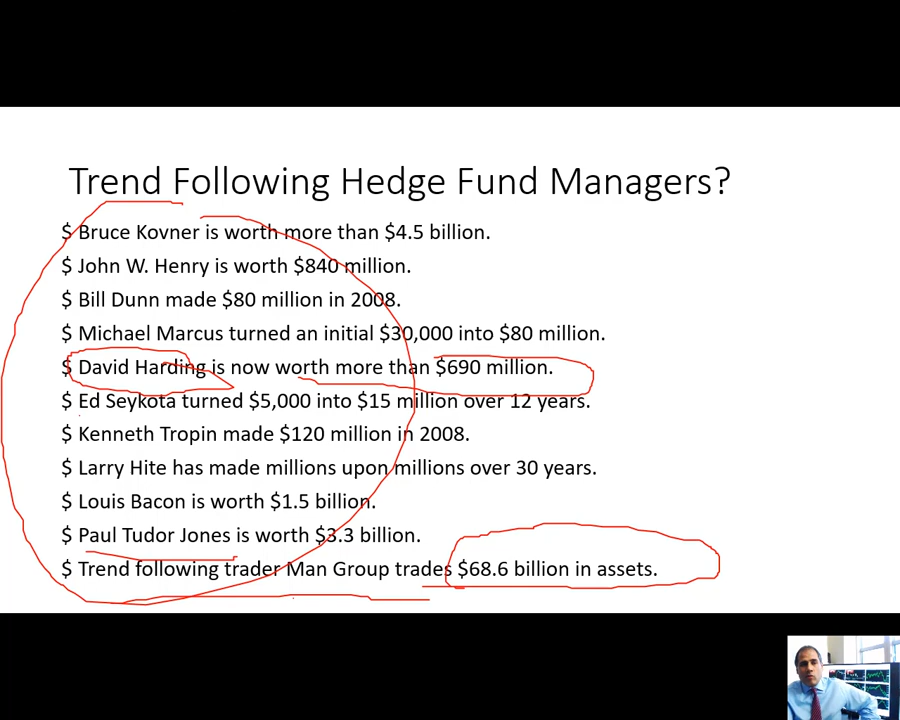 Trend Following Hedge Fund Managers?
$ Bruce Kovner is worth more than $4.5 billion.
$ John W. Henry is worth $840 million.
$ Bill Dunn made $80 million in 2008.
$ Michael Marcus turned an initial $30,000 into $80 million.
$ David Harding is now worth more than $690 million.
$ Ed Seykota turned $5,000 into $15 million over 12 years.
$ Kenneth Tropin made $120 million in 2008.
$ Larry Hite has made millions upon millions over 30 years.
$ Louis Bacon is worth $1.5 billion.
$ Paul Tudor Jones is worth $3.3 billion.
$ Trend following trader Man Group trades $68.6 billion in assets.